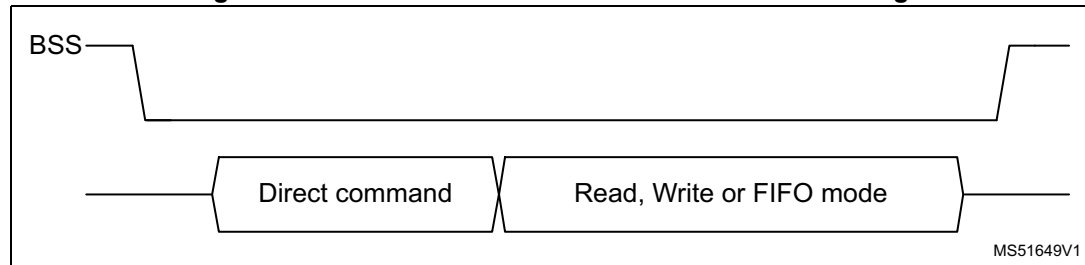 BSS
Direct command
Read, Write or FIFO mode
MS51649V1